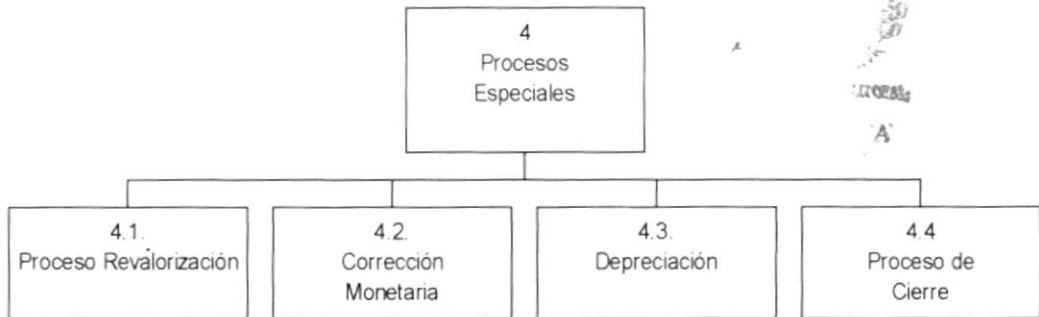 4
Procesos
Especiales
4.1.
Proceso Revalorización
4.2.
Corrección
Monetaria
4.3.
Depreciación
4.4
Proceso de
Cierre